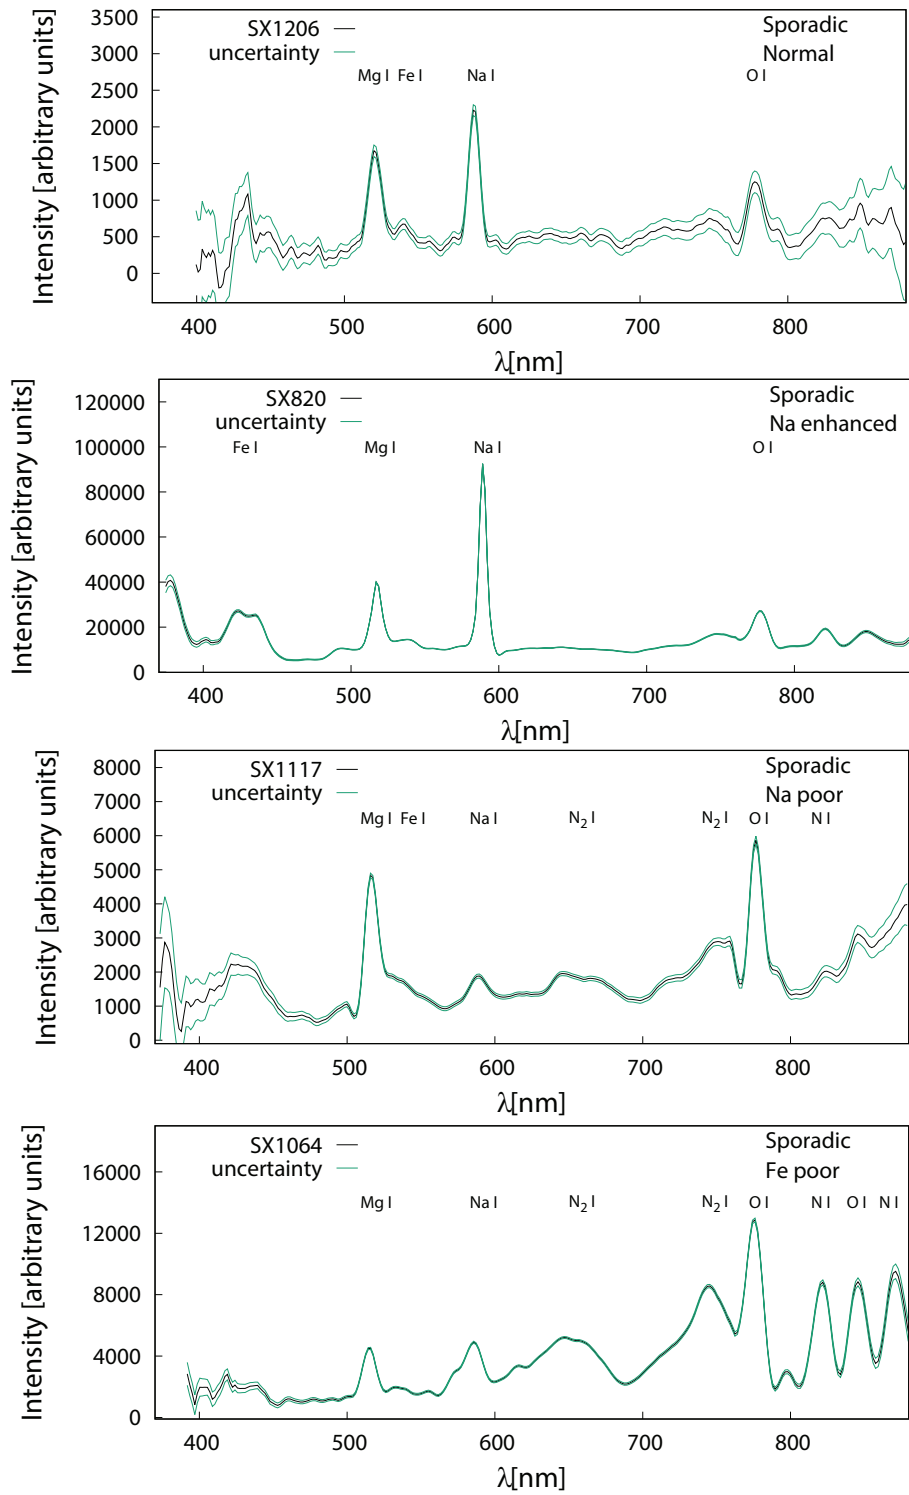 3500
3000
2500
2000
1500
1000
500
0
Intensity [arbitrary units]
SX1206
uncertainty
Sporadic
Normal
Mg I Fe I Na I O I
400 500 600 700 800
λ[nm]
120000
100000
80000
60000
40000
20000
0
Intensity [arbitrary units]
SX820
uncertainty
Sporadic
Na enhanced
Fe I Mg I Na I O I
400 500 600 700 800
λ[nm]
8000
7000
6000
5000
4000
3000
2000
1000
0
Intensity [arbitrary units]
SX1117
uncertainty
Sporadic
Na poor
Mg I Fe I Na I N₂ I N₂ I O I N I
400 500 600 700 800
λ[nm]
16000
12000
8000
4000
0
Intensity [arbitrary units]
SX1064
uncertainty
Sporadic
Fe poor
Mg I Na I N₂ I N₂ I O I N I O I N I
400 500 600 700 800
λ[nm]